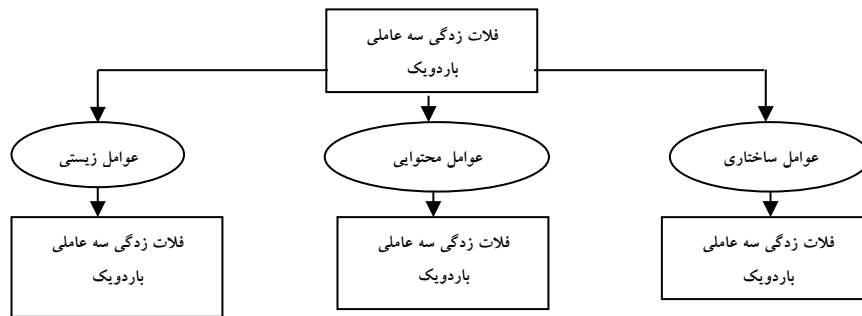 فلات زدگی سه عاملی
باردویک
عوامل ساختاری
عوامل محتوایی
عوامل زیستی
فلات زدگی سه عاملی
باردویک
فلات زدگی سه عاملی
باردویک
فلات زدگی سه عاملی
باردویک